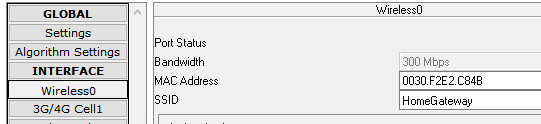 GLOBAL
Settings
Algorithm Settings
INTERFACE
Wireless0
3G/4G Cell1
Wireless0
Port Status
Bandwidth 300 Mbps
MAC Address 0030.F2E2.C84B
SSID HomeGateway